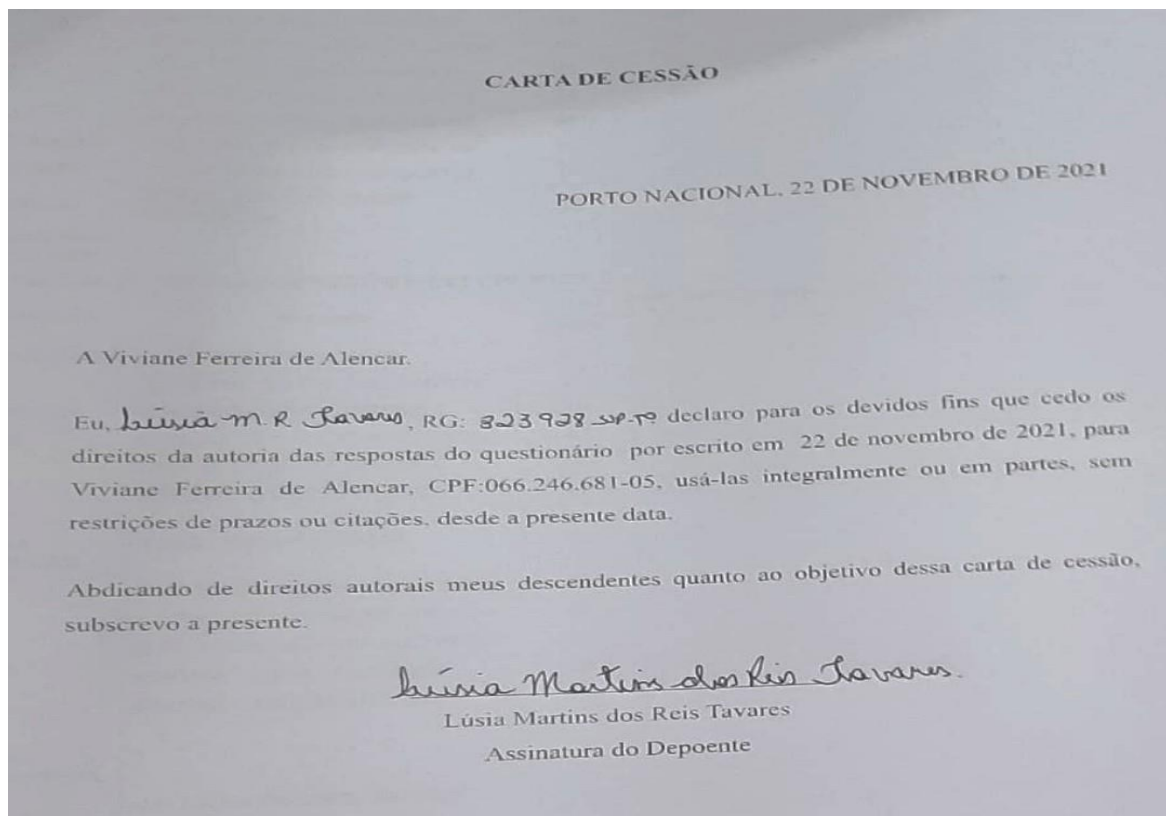 CARTA DE CESSÃO
PORTO NACIONAL, 22 DE NOVEMBRO DE 2021
A Viviane Ferreira de Alencar.
Eu, Lúsia M. R Tavares, RG: 823928 SSP-TO declaro para os devidos fins que cedo os
direitos da autoria das respostas do questionário por escrito em 22 de novembro de 2021, para
Viviane Ferreira de Alencar, CPF:066.246.681-05, usá-las integralmente ou em partes, sem
restrições de prazos ou citações, desde a presente data.
Abdicando de direitos autorais meus descendentes quanto ao objetivo dessa carta de cessão,
subscrevo a presente.
Lúsia Martins dos Reis Tavares.
Lúsia Martins dos Reis Tavares
Assinatura do Depoente